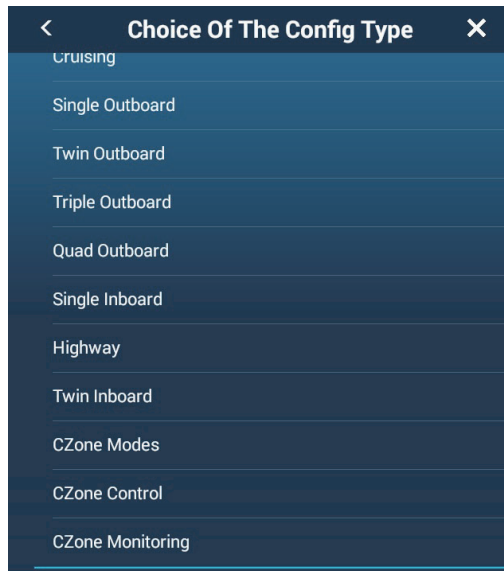 Choice Of The Config Type
Cruising
Single Outboard
Twin Outboard
Triple Outboard
Quad Outboard
Single Inboard
Highway
Twin Inboard
CZone Modes
CZone Control
CZone Monitoring